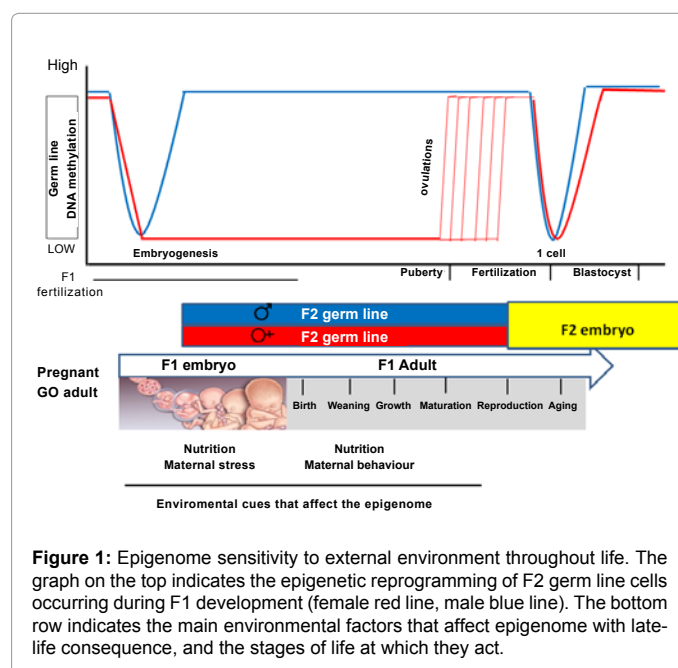 High
Germ line
DNA methylation
ovulations
LOW
Embryogenesis
1 cell
F1
fertilization
Puberty
Fertilization
Blastocyst
♂ F2 germ line
♀ F2 germ line
F2 embryo
Pregnant
GO adult
F1 embryo
F1 Adult
Birth
Weaning
Growth
Maturation
Reproduction
Aging
Nutrition
Maternal stress
Nutrition
Maternal behaviour
Enviromental cues that affect the epigenome
Figure 1: Epigenome sensitivity to external environment throughout life. The
graph on the top indicates the epigenetic reprogramming of F2 germ line cells
occurring during F1 development (female red line, male blue line). The bottom
row indicates the main environmental factors that affect epigenome with late-
life consequence, and the stages of life at which they act.